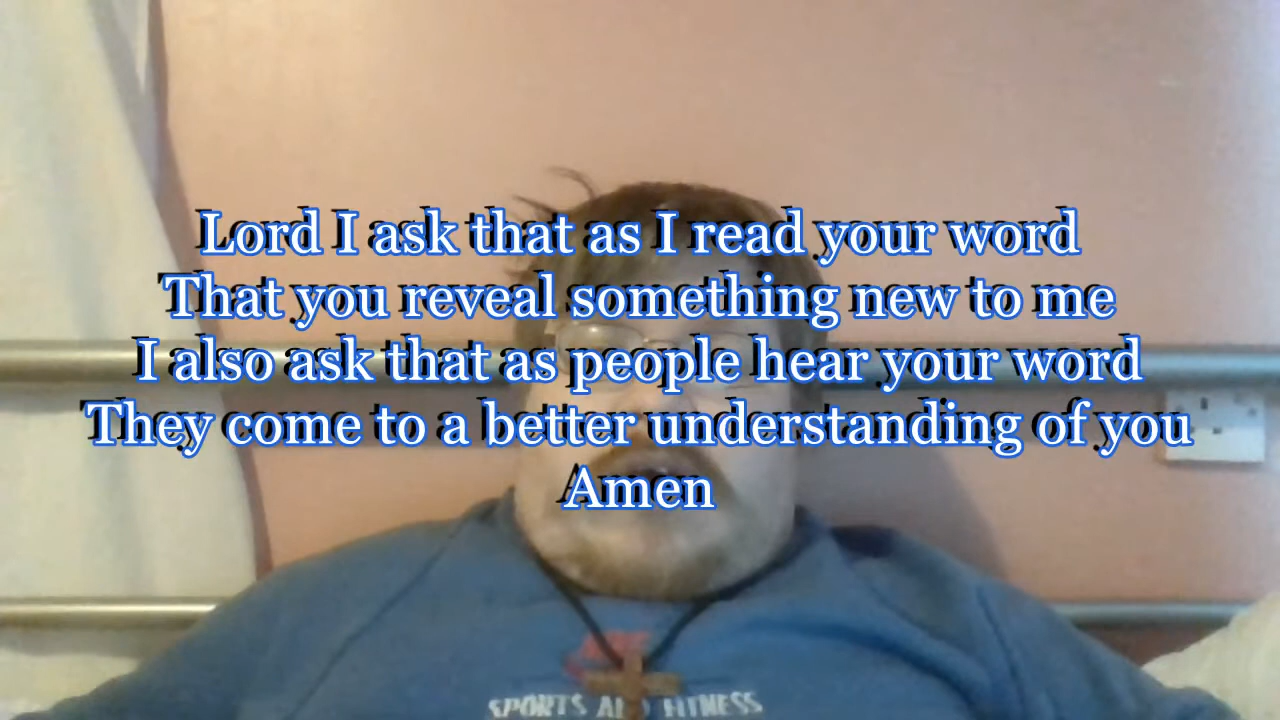 Lord I ask that as I read your word
That you reveal something new to me
I also ask that as people hear your word
They come to a better understanding of you
Amen
SPORTS AND FITNESS